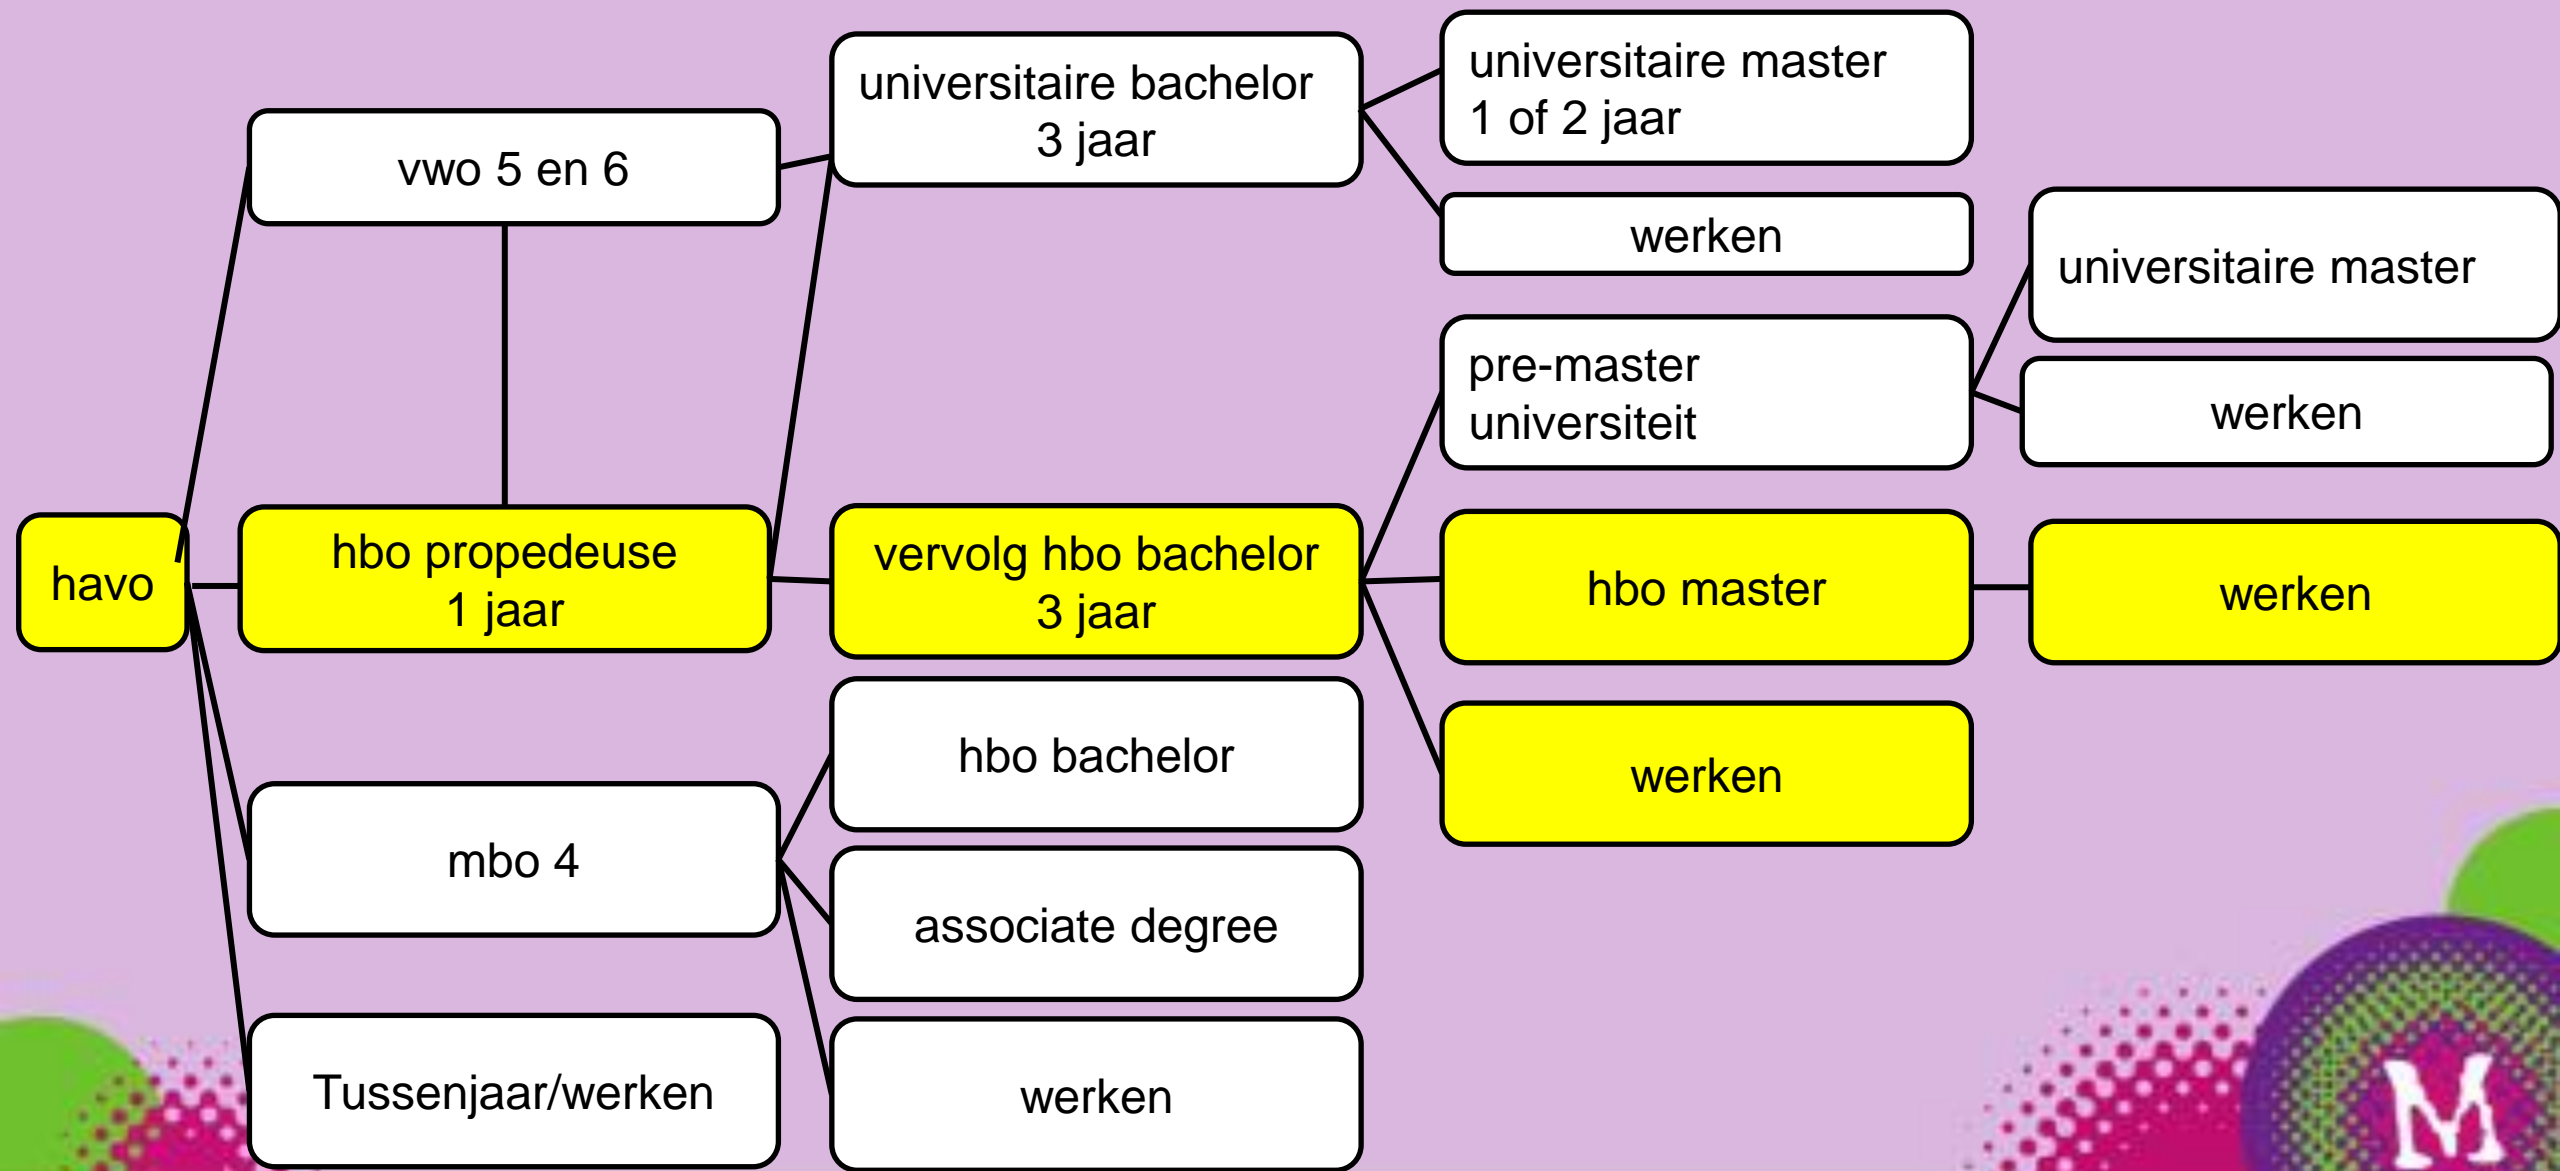 universitaire master
1 of 2 jaar
universitaire bachelor
3 jaar
vwo 5 en 6
werken
universitaire master
pre-master
universiteit
werken
havo
hbo propedeuse
1 jaar
vervolg hbo bachelor
3 jaar
hbo master
werken
hbo bachelor
werken
mbo 4
associate degree
Tussenjaar/werken
werken
M